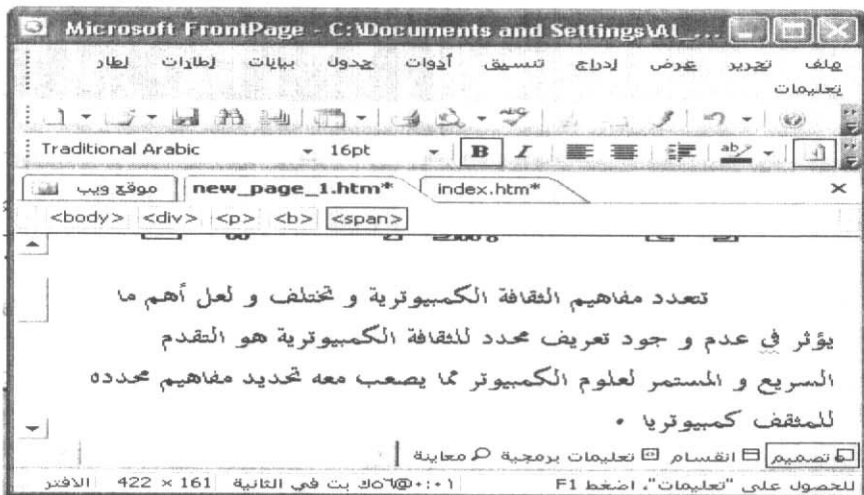 Microsoft FrontPage - C:\Documents and Settings\AL_...
ملف تحرير عرض إدراج تنسيق أدوات جدول بيانات إطارات إطار
تعليمات
Traditional Arabic 16pt B I
موقع ويب new_page_1.htm* index.htm*
<body> <div> <p> <b> <span>
تتعدد مفاهيم الثقافة الكمبيوترية و تختلف و لعل أهم ما
يؤثر في عدم و جود تعريف محدد للثقافة الكمبيوترية هو التقدم
السريع و المستمر لعلوم الكمبيوتر مما يصعب معه تحديد مفاهيم محدده
للمثقف كمبيوتريا .
تصميم انقسام تعليمات برمجية معاينة
للحصول على "تعليمات"، اضغط F1 بت في الثانية 161 × 422 الافتر